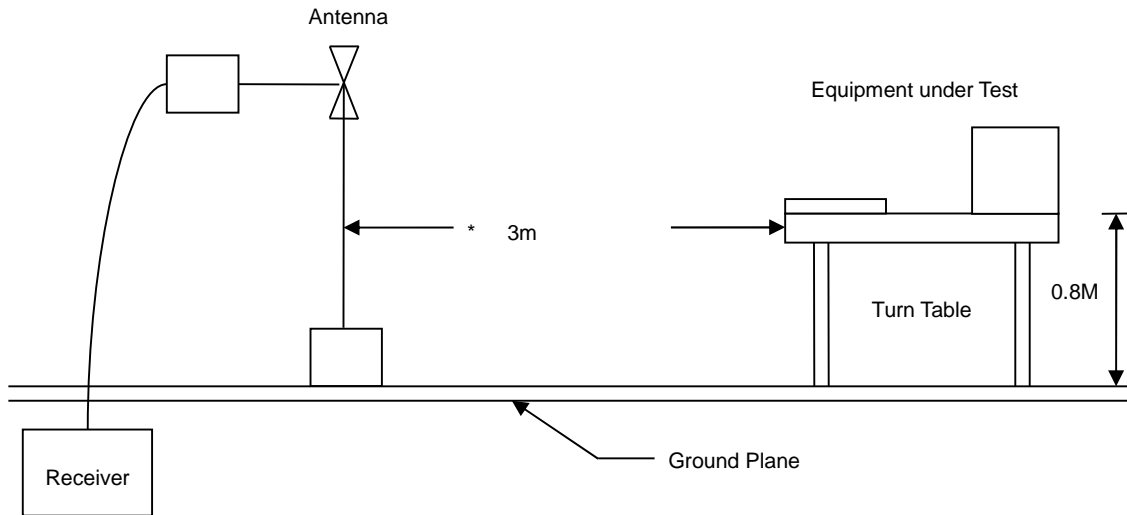 Antenna
Equipment under Test
* 3m
0.8M
Turn Table
Ground Plane
Receiver